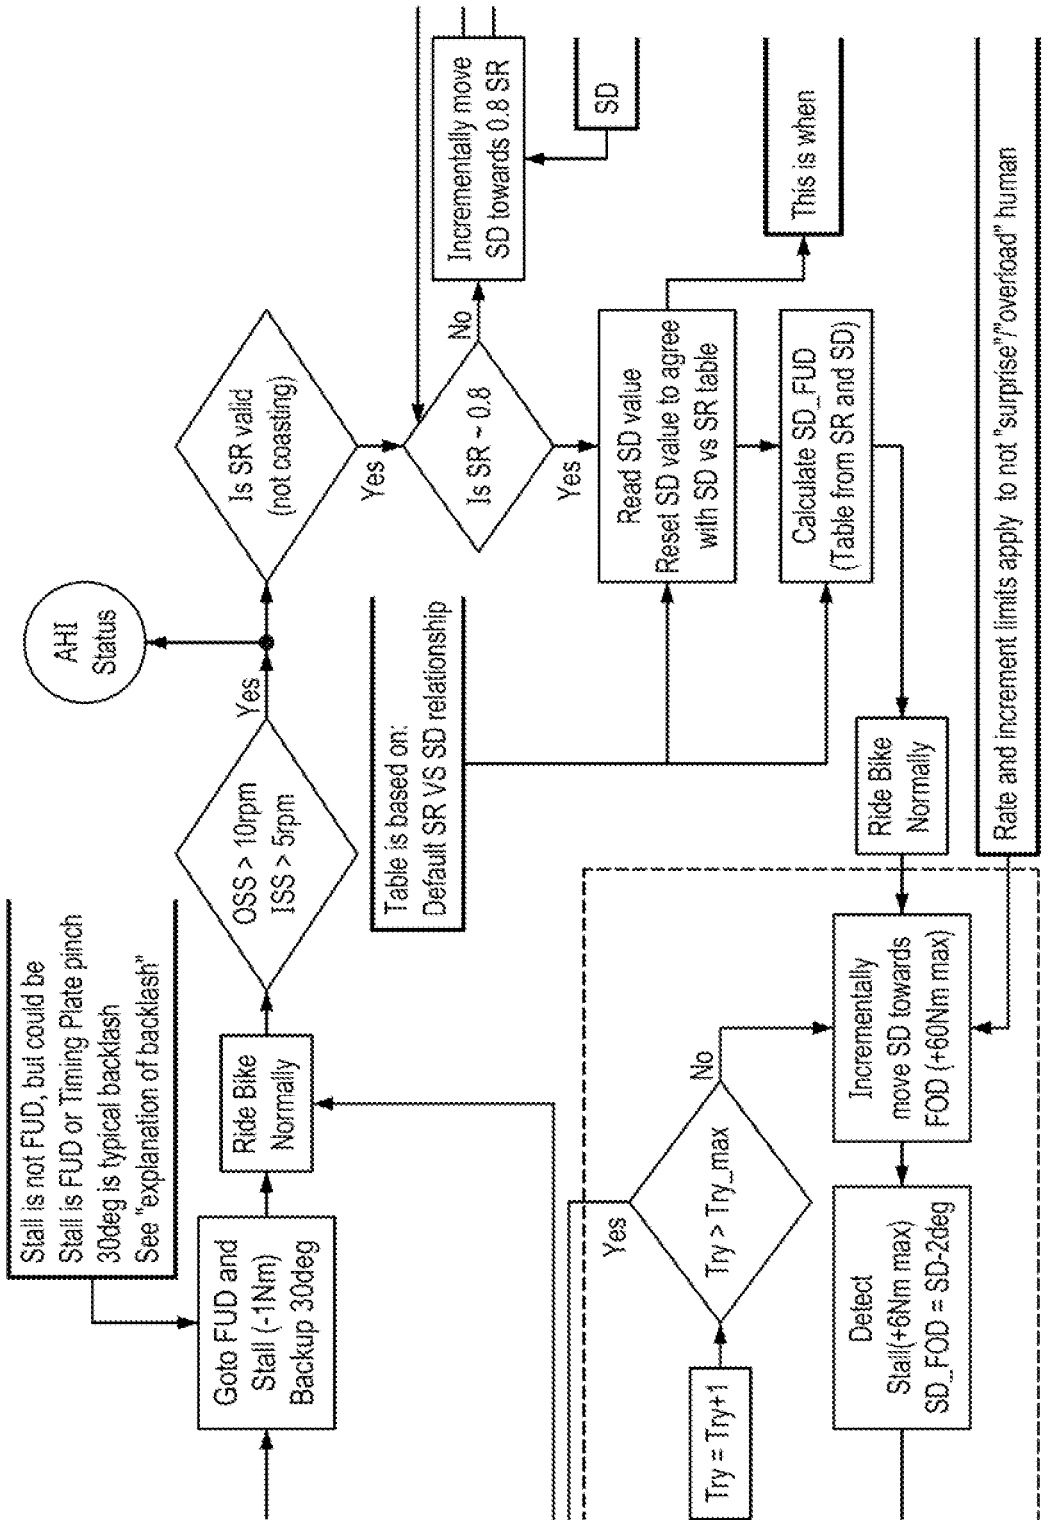 Stall is not FUD, but could be
Stall is FUD or Timing Plate pinch
30deg is typical backlash
See "explanation of backlash"
Goto FUD and
Stall (-1Nm)
Backup 30deg
Ride Bike
Normally
OSS > 10rpm
ISS > 5rpm
Yes
AHI
Status
Is SR valid
(not coasting)
Yes
Is SR ~ 0.8
No
Incrementally move
SD towards 0.8 SR
SD
Yes
Table is based on:
Default SR VS SD relationship
Read SD value
Reset SD value to agree
with SD vs SR table
This is when
Calculate SD_FUD
(Table from SR and SD)
Ride Bike
Normally
Try = Try+1
Try > Try_max
Yes
No
Incrementally
move SD towards
FOD (+60Nm max)
Detect
Stall(+6Nm max)
SD_FOD = SD-2deg
Rate and increment limits apply to not "surprise"/"overload" human